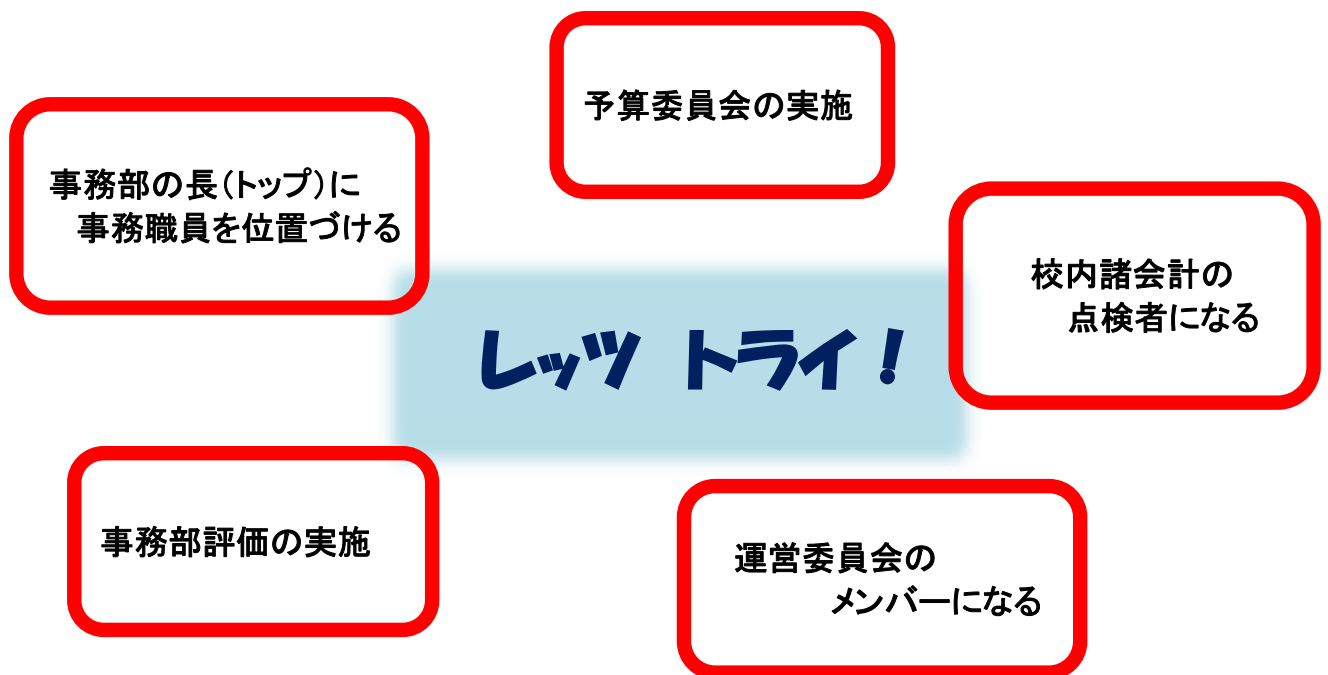 予算委員会の実施
事務部の長(トップ)に
事務職員を位置づける
校内諸会計の
点検者になる
レッツ トライ！
事務部評価の実施
運営委員会の
メンバーになる